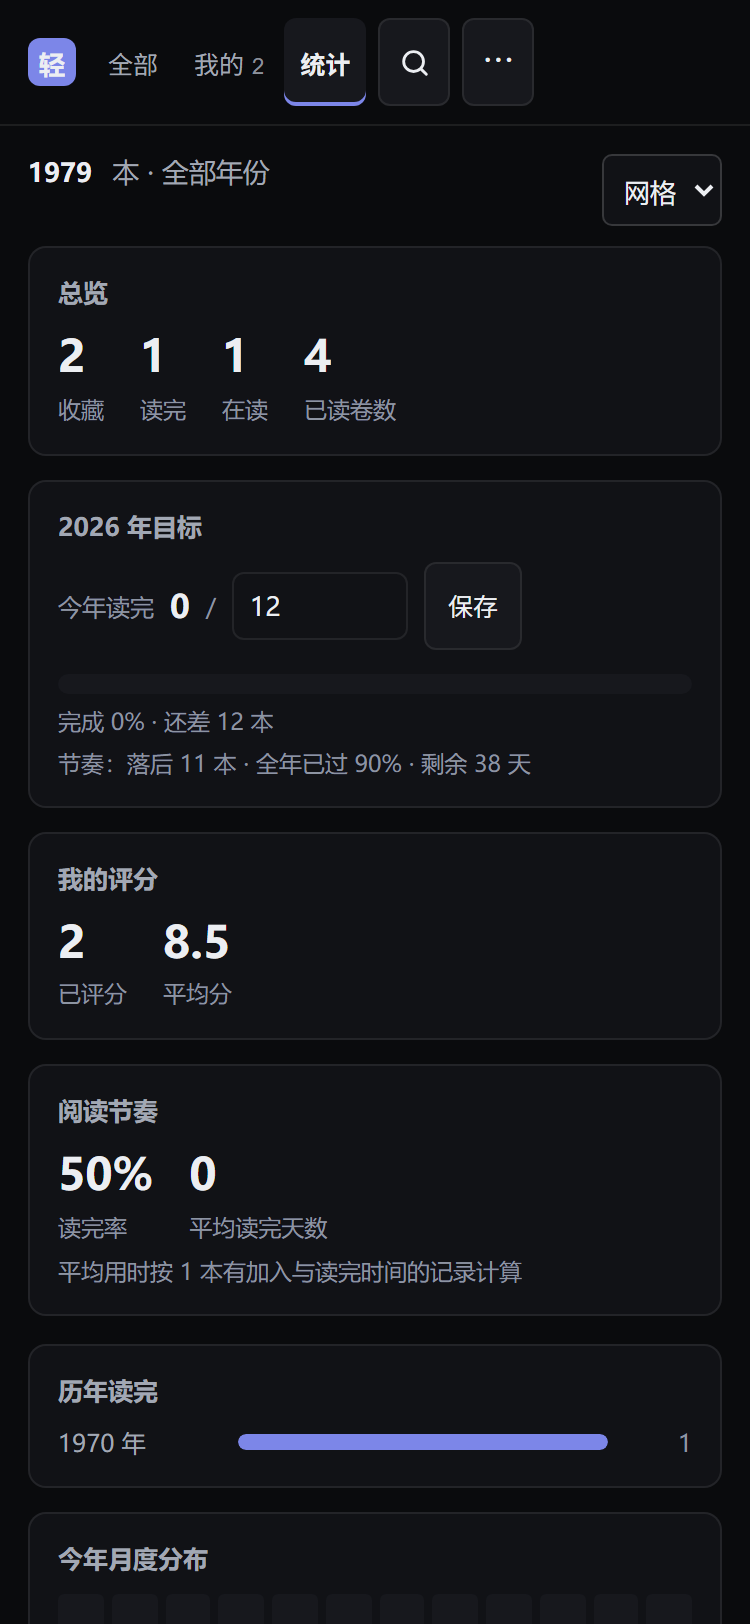 轻 全部 我的 2 统计 ···
1979 本 · 全部年份 网格
总览
2 1 1 4
收藏 读完 在读 已读卷数
2026 年目标
今年读完 0 / 12 保存
完成 0% · 还差 12 本
节奏：落后 11 本 · 全年已过 90% · 剩余 38 天
我的评分
2 8.5
已评分 平均分
阅读节奏
50% 0
读完率 平均读完天数
平均用时按 1 本有加入与读完时间的记录计算
历年读完
1970 年 1
今年月度分布